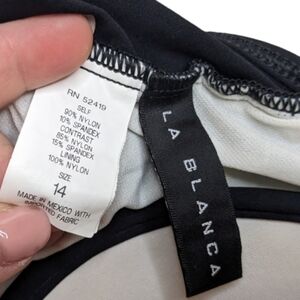 RN 52419
SELF
90% NYLON
10% SPANDEX
CONTRAST
85% NYLON
15% SPANDEX
LINING
100% NYLON
SIZE
14
MADE IN MEXICO WITH
IMPORTED FABRIC
LA BLANCA